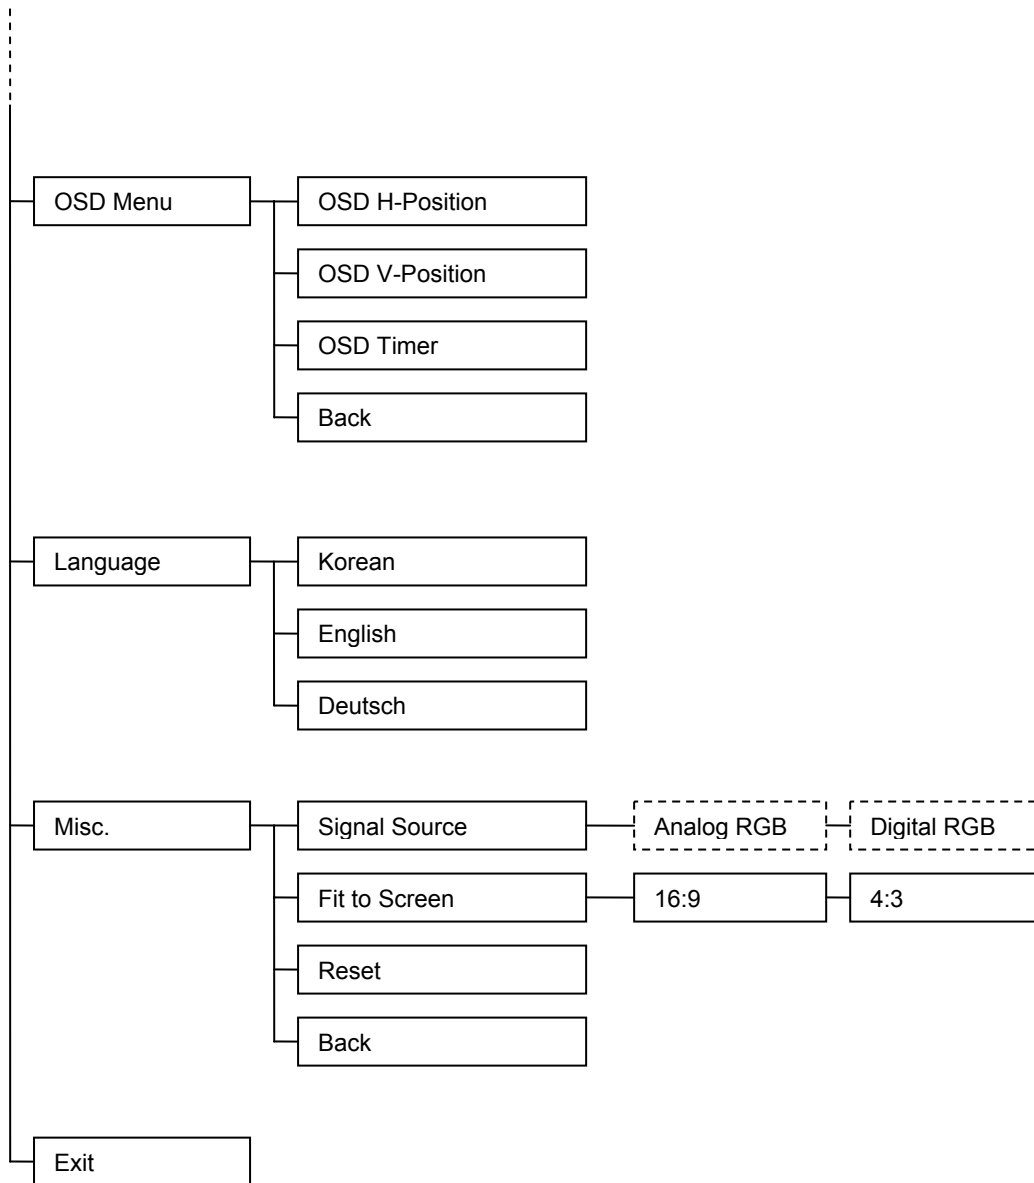 OSD Menu
OSD H-Position
OSD V-Position
OSD Timer
Back
Language
Korean
English
Deutsch
Misc.
Signal Source
Analog RGB
Digital RGB
Fit to Screen
16:9
4:3
Reset
Back
Exit